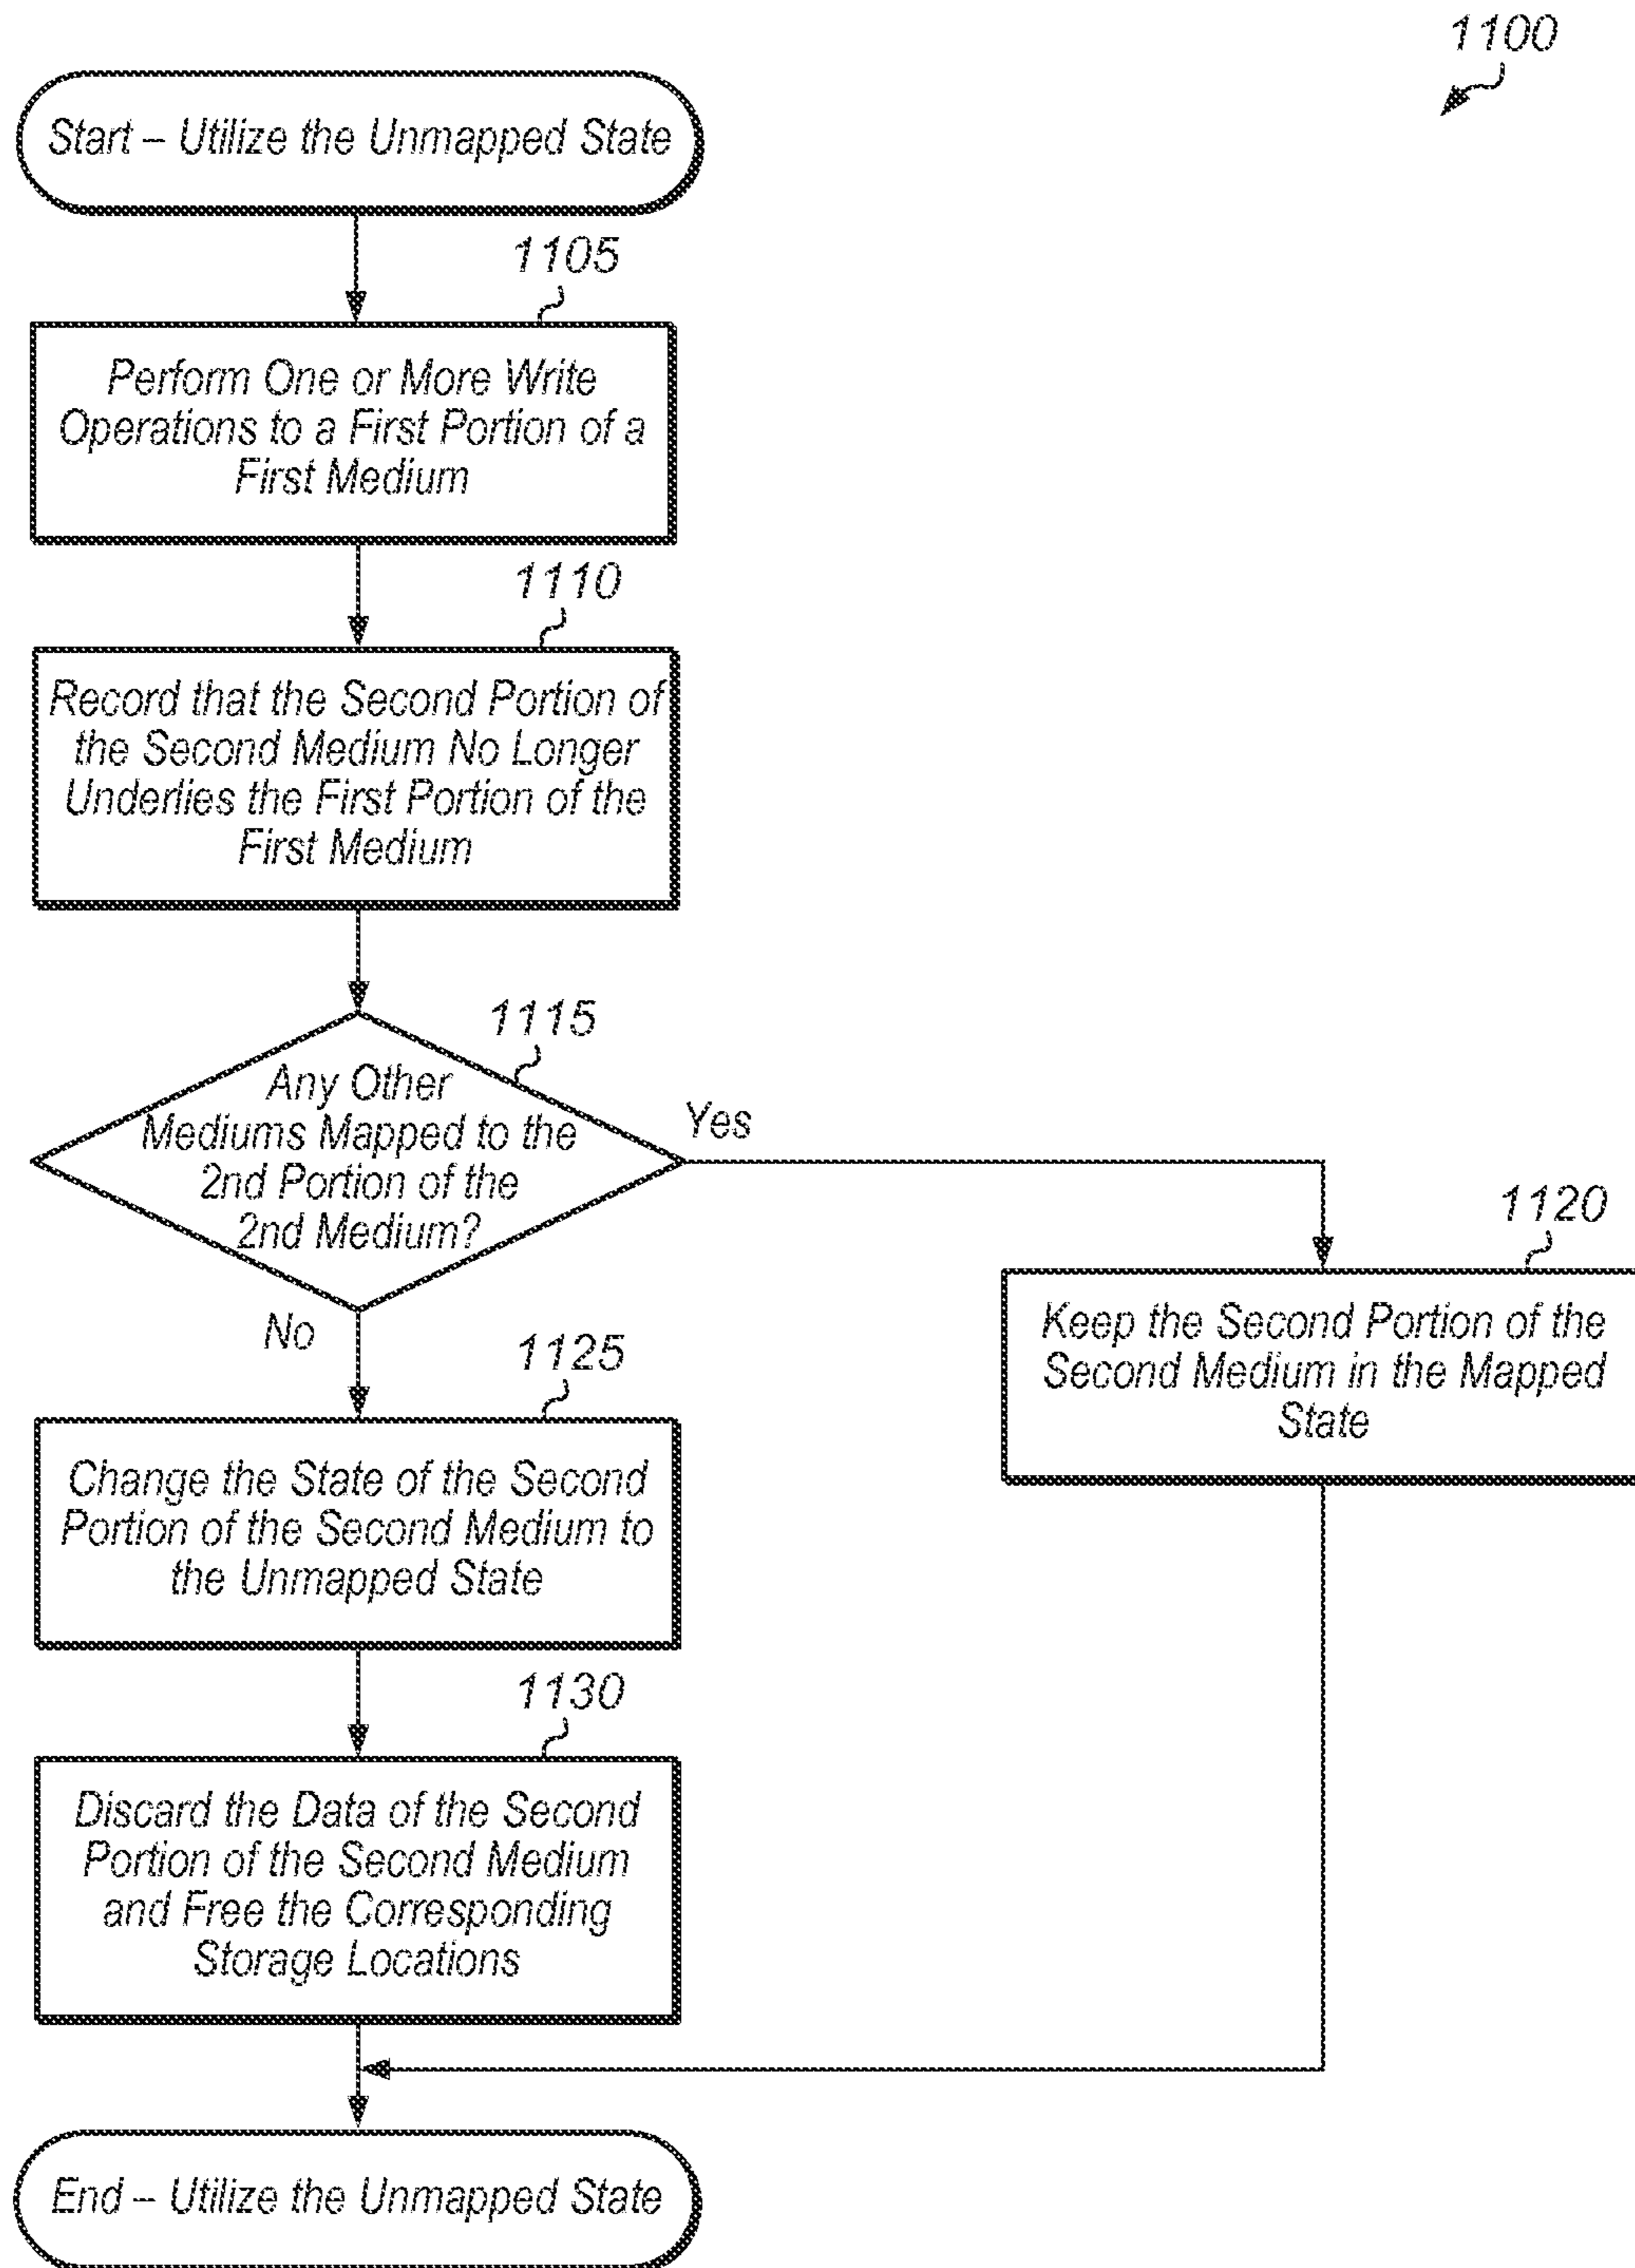 1100
Start – Utilize the Unmapped State
1105
Perform One or More Write
Operations to a First Portion of a
First Medium
1110
Record that the Second Portion of
the Second Medium No Longer
Underlies the First Portion of the
First Medium
1115
Any Other
Mediums Mapped to the
2nd Portion of the
2nd Medium?
Yes
No
1120
Keep the Second Portion of the
Second Medium in the Mapped
State
1125
Change the State of the Second
Portion of the Second Medium to
the Unmapped State
1130
Discard the Data of the Second
Portion of the Second Medium
and Free the Corresponding
Storage Locations
End – Utilize the Unmapped State